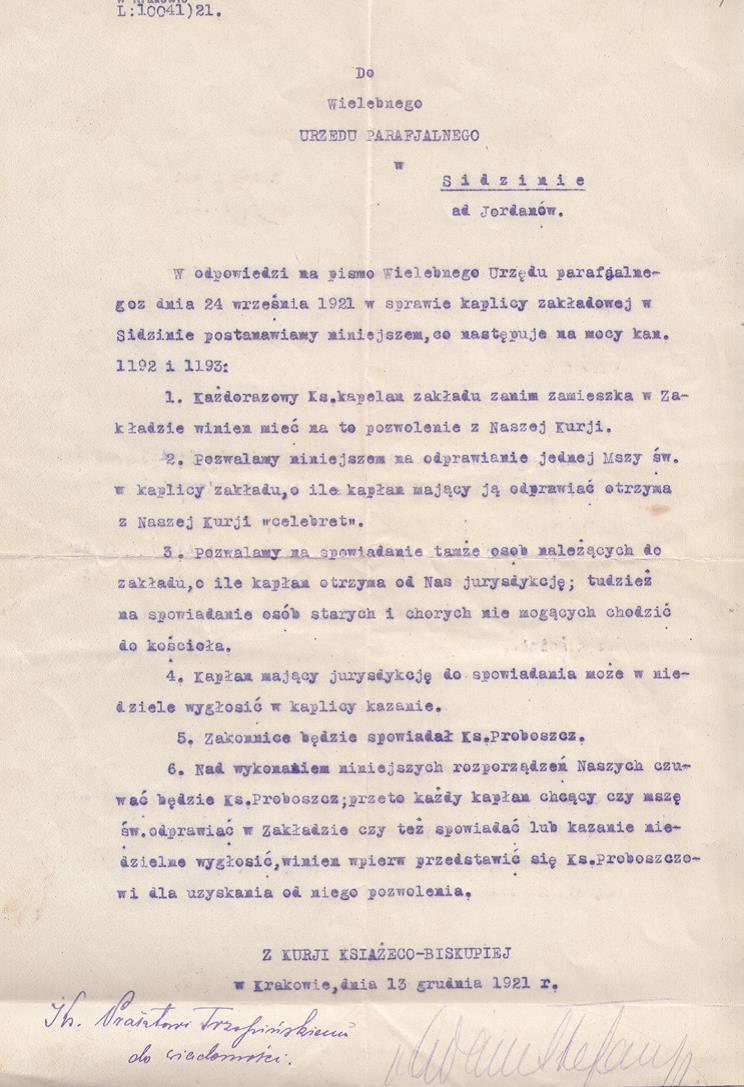 w Krakowie
L:10041)21.
Do
Wielebnego
URZEDU PARAFJALNEGO
w
Sidzinie
ad Jordanów.
W odpowiedzi na pismo Wielebnego Urzędu parafjalne-
goz dnia 24 września 1921 w sprawie kaplicy zakładowej w
Sidzinie postanawiamy niniejszem,co następuje na mocy kan.
1192 i 1193:
1. Każdorazowy Ks.kapelan zakładu zanim zamieszka w Za-
kładzie winien mieć na to pozwolenie z Naszej Kurji.
2. Pozwalamy niniejszem na odprawianie jednej Mszy św.
w kaplicy zakładu,o ile kapłan mający ją odprawiać otrzyma
z Naszej Kurji "celebret".
3. Pozwalamy na spowiadanie tamże osob należących do
zakładu,o ile kapłan otrzyma od Nas jurysdykcję; tudzież
na spowiadanie osób starych i chorych nie mogących chodzić
do kościoła.
4. Kapłan mający jurysdykcję do spowiadania może w nie-
dziele wygłosić w kaplicy kazanie.
5. Zakonnice będzie spowiadał Ks.Proboszcz.
6. Nad wykonaniem niniejszych rozporządzeń Naszych czu-
wać będzie Ks.Proboszcz;przeto każdy kapłan chcący czy mszę
św.odprawiać w Zakładzie czy też spowiadać lub kazanie nie-
dzielne wygłosić,winien wpierw przedstawić się Ks.Proboszczo-
wi dla uzyskania od niego pozwolenia.
Z KURJI KSIAŻECO-BISKUPIEJ
w Krakowie,dnia 13 grudnia 1921 r.
do wiadomości.
Adam Stefan